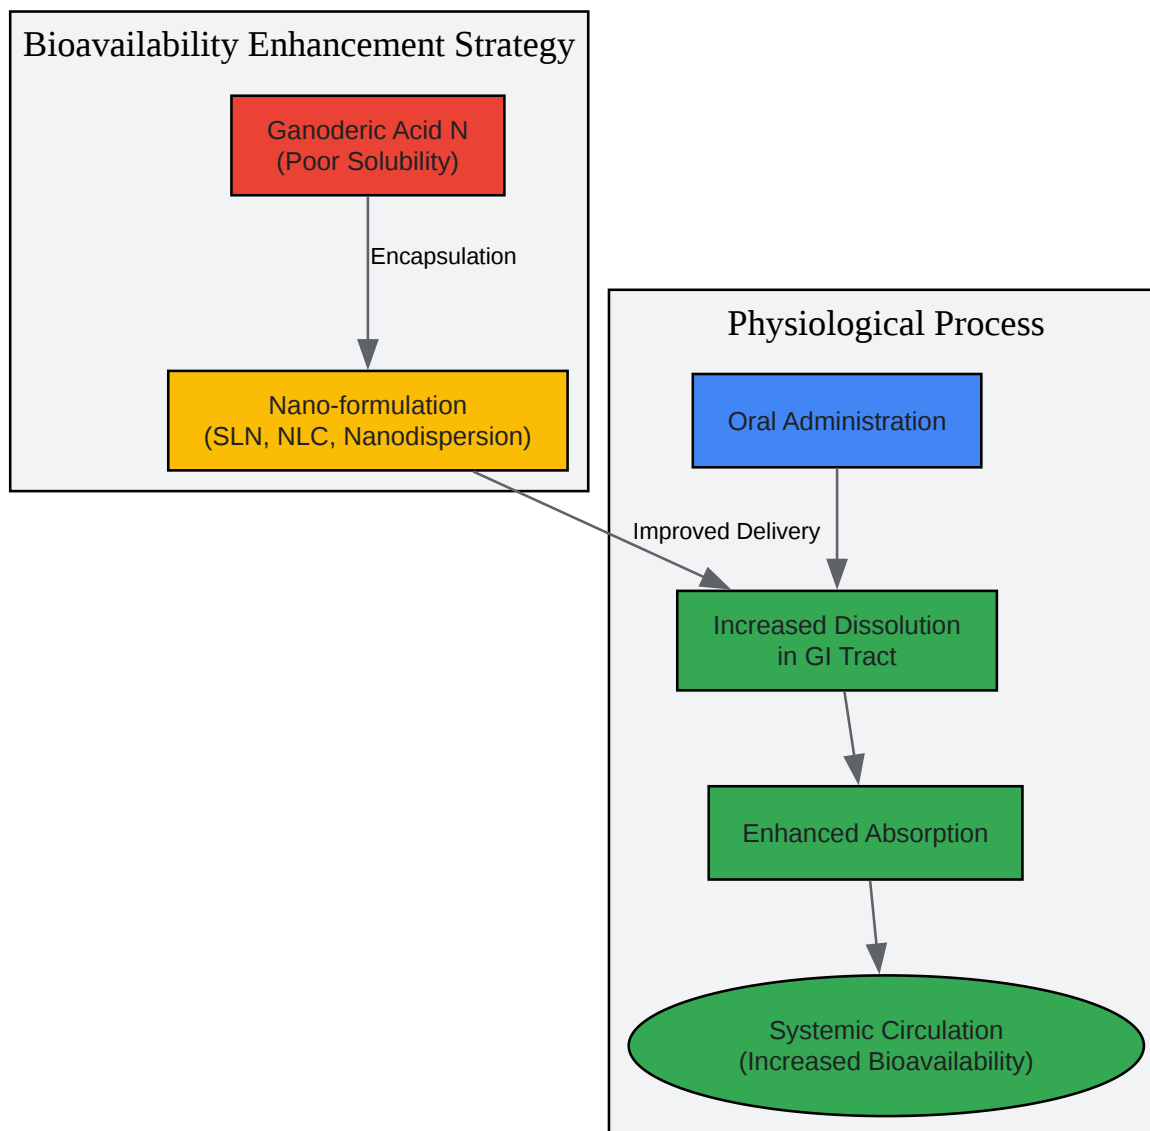 Bioavailability Enhancement Strategy
Ganoderic Acid N
(Poor Solubility)
Encapsulation
Nano-formulation
(SLN, NLC, Nanodispersion)
Physiological Process
Oral Administration
Improved Delivery
Increased Dissolution
in GI Tract
Enhanced Absorption
Systemic Circulation
(Increased Bioavailability)